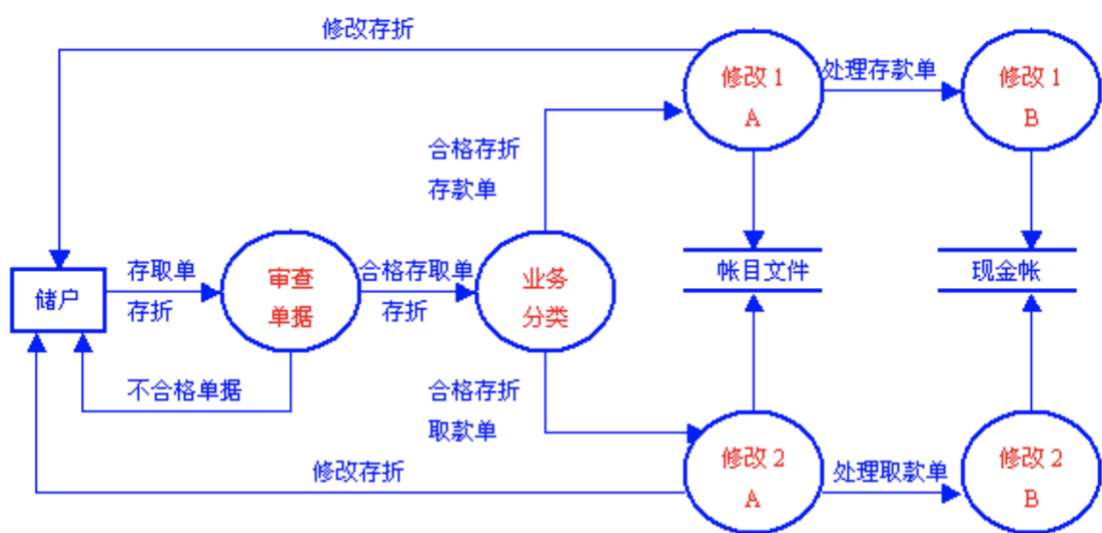 修改存折
修改 1
A
处理存款单
修改 1
B
合格存折
存款单
储户
存取单
存折
审查
单据
合格存取单
存折
业务
分类
帐目文件
现金帐
不合格单据
合格存折
取款单
修改存折
修改 2
A
处理取款单
修改 2
B